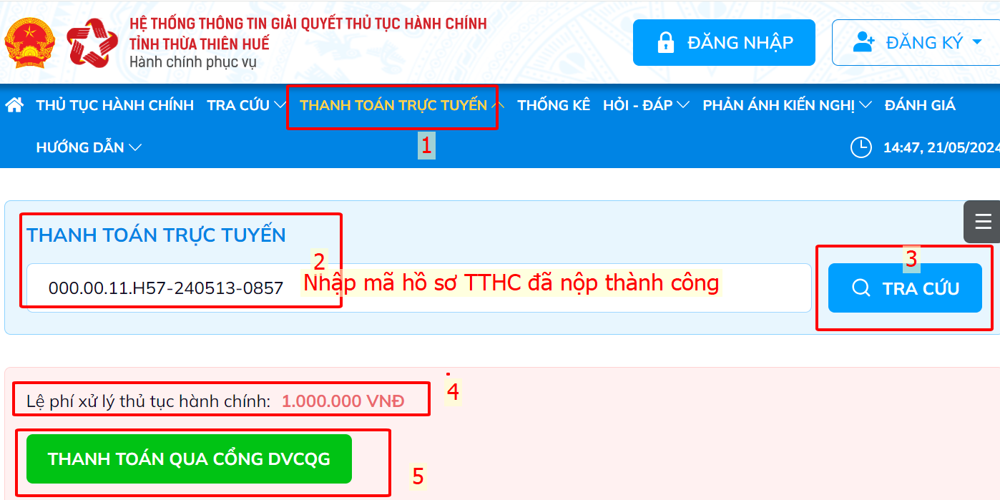 HỆ THỐNG THÔNG TIN GIẢI QUYẾT THỦ TỤC HÀNH CHÍNH
TỈNH THỪA THIÊN HUẾ
Hành chính phục vụ
ĐĂNG NHẬP
ĐĂNG KÝ
THỦ TỤC HÀNH CHÍNH TRA CỨU THANH TOÁN TRỰC TUYẾN THỐNG KÊ HỎI - ĐÁP PHẢN ÁNH KIẾN NGHỊ ĐÁNH GIÁ
1
HƯỚNG DẪN 14:47, 21/05/2024
THANH TOÁN TRỰC TUYẾN
2
3
000.00.11.H57-240513-0857 Nhập mã hồ sơ TTHC đã nộp thành công
TRA CỨU
Lệ phí xử lý thủ tục hành chính: 1.000.000 VNĐ
4
THANH TOÁN QUA CỔNG DVCQG
5